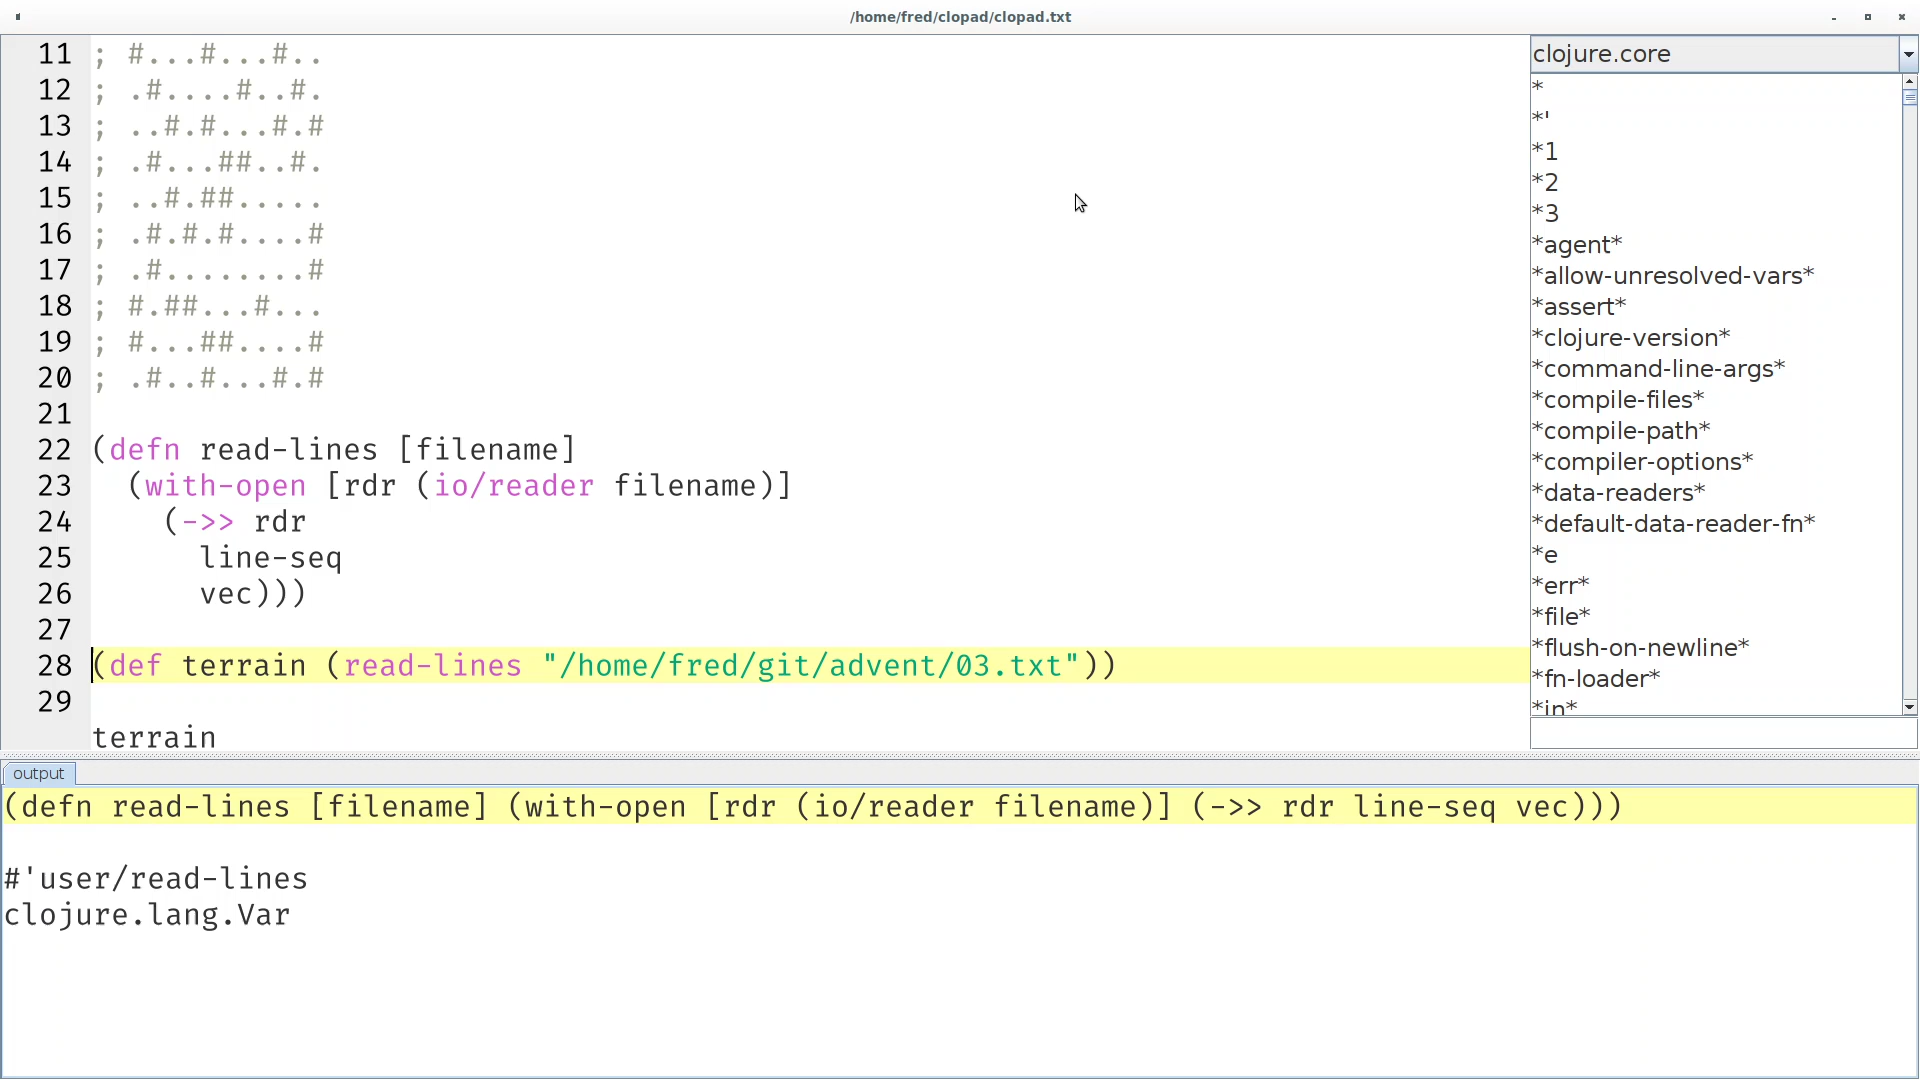 /home/fred/clopad/clopad.txt
11 ; #...#...#..
12 ; .#....#..#.
13 ; ..#.#...#.#
14 ; .#...##..#.
15 ; ..#.##.....
16 ; .#.#.#....#
17 ; .#........#
18 ; #.##...#...
19 ; #...##....#
20 ; .#..#...#.#
21
22 (defn read-lines [filename]
23   (with-open [rdr (io/reader filename)]
24     (->> rdr
25       line-seq
26       vec)))
27
28 (def terrain (read-lines "/home/fred/git/advent/03.txt"))
29
terrain
clojure.core
*
*'
*1
*2
*3
*agent*
*allow-unresolved-vars*
*assert*
*clojure-version*
*command-line-args*
*compile-files*
*compile-path*
*compiler-options*
*data-readers*
*default-data-reader-fn*
*e
*err*
*file*
*flush-on-newline*
*fn-loader*
*in*
output
(defn read-lines [filename] (with-open [rdr (io/reader filename)] (->> rdr line-seq vec)))
#'user/read-lines
clojure.lang.Var